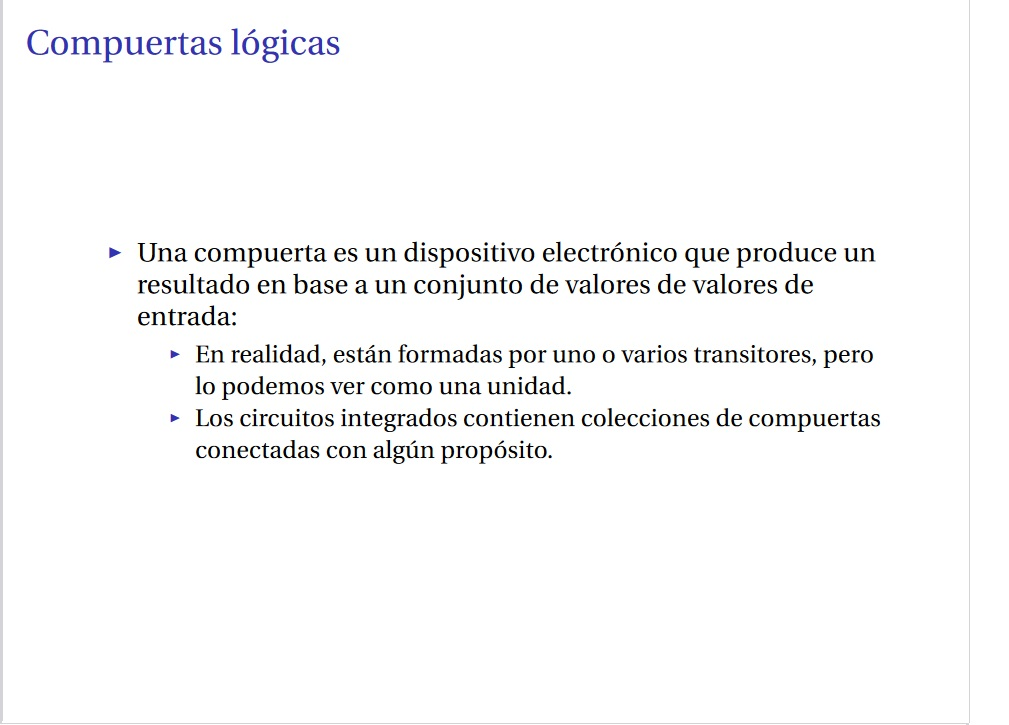 Compuertas lógicas
▶ Una compuerta es un dispositivo electrónico que produce un
resultado en base a un conjunto de valores de valores de
entrada:
▶ En realidad, están formadas por uno o varios transitores, pero
lo podemos ver como una unidad.
▶ Los circuitos integrados contienen colecciones de compuertas
conectadas con algún propósito.